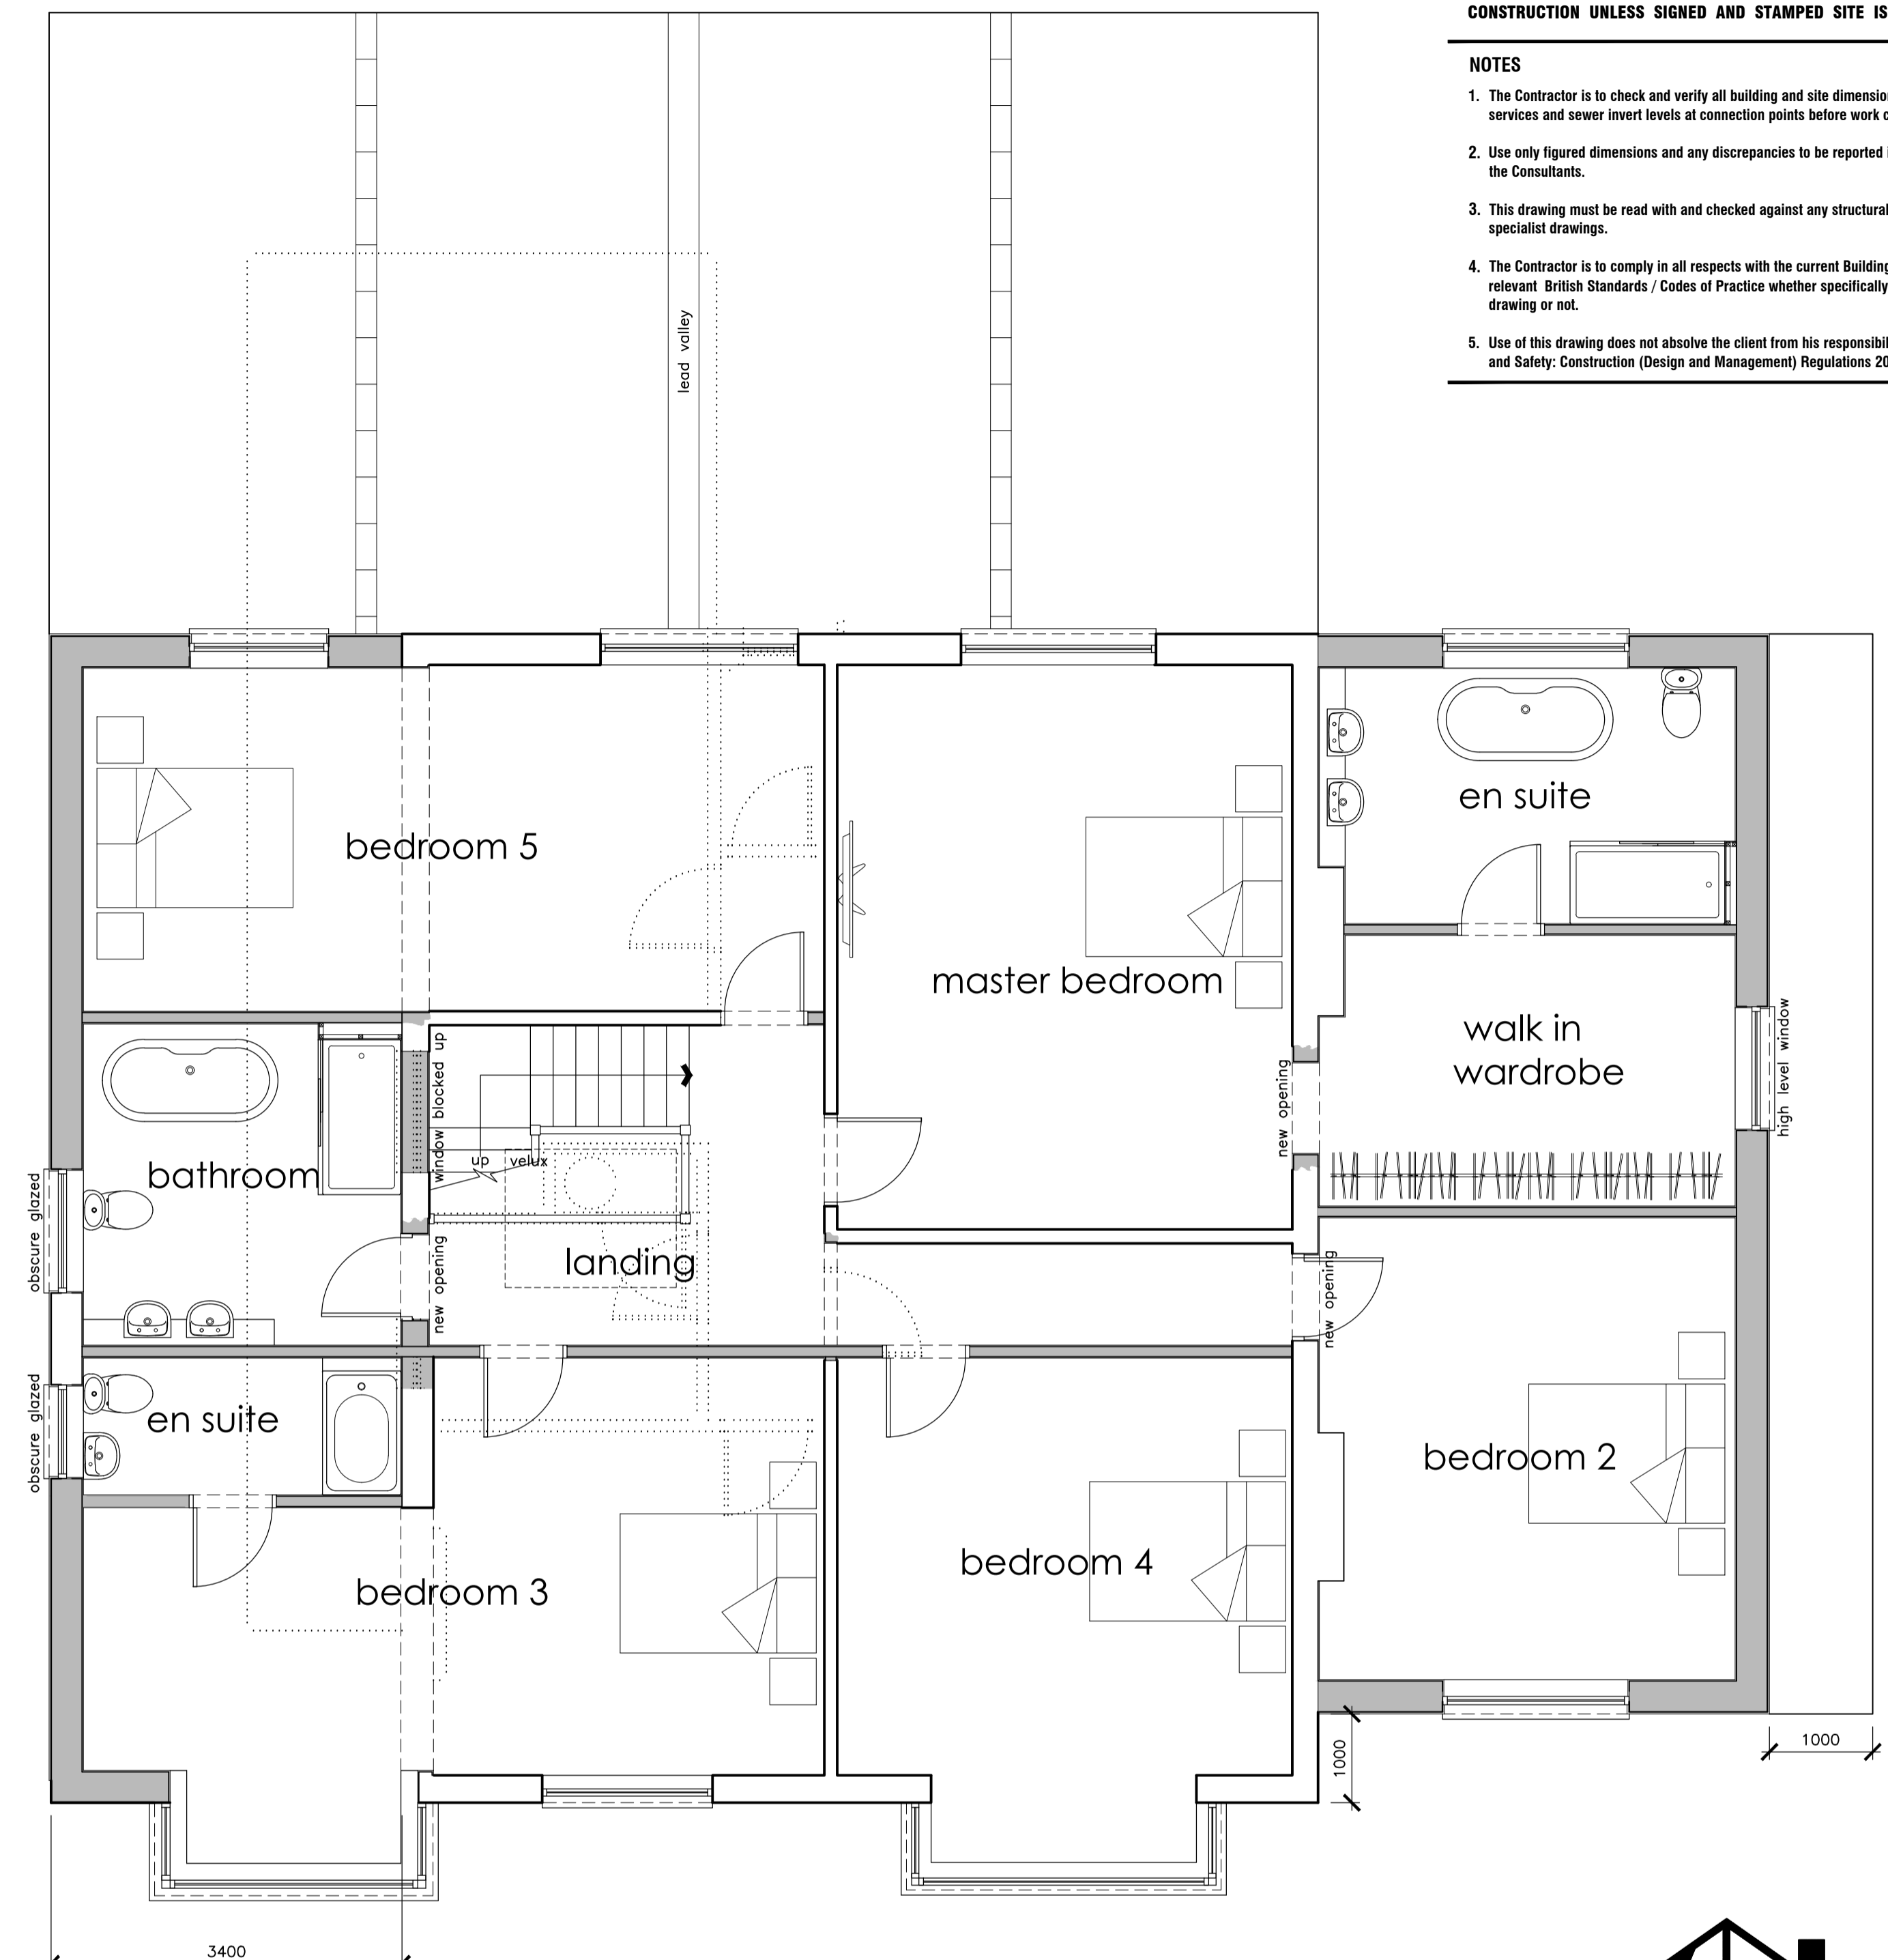 CONSTRUCTION UNLESS SIGNED AND STAMPED SITE IS
NOTES
1. The Contractor is to check and verify all building and site dimension
services and sewer invert levels at connection points before work c
2. Use only figured dimensions and any discrepancies to be reported i
the Consultants.
3. This drawing must be read with and checked against any structural
specialist drawings.
4. The Contractor is to comply in all respects with the current Building
relevant British Standards / Codes of Practice whether specifically
drawing or not.
5. Use of this drawing does not absolve the client from his responsibil
and Safety: Construction (Design and Management) Regulations 20
lead valley
bedroom 5
master bedroom
en suite
walk in
wardrobe
high level window
new opening
window blocked up
up
velux
bathroom
obscure glazed
landing
new opening
new opening
en suite
obscure glazed
bedroom 3
bedroom 4
bedroom 2
1000
1000
3400